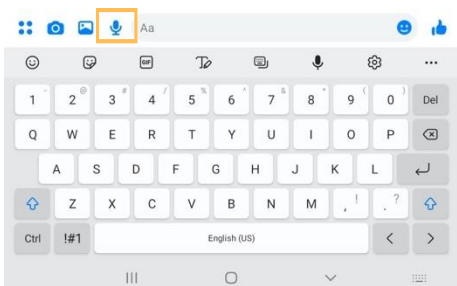 Aa
GIF T
1 - 2 @ 3 # 4 / 5 % 6 ^ 7 & 8 * 9 ( 0 ) Del
Q W E R T Y U I O P
A S D F G H J K L
Z X C V B N M , ! . ?
Ctrl !#1 English (US) < >